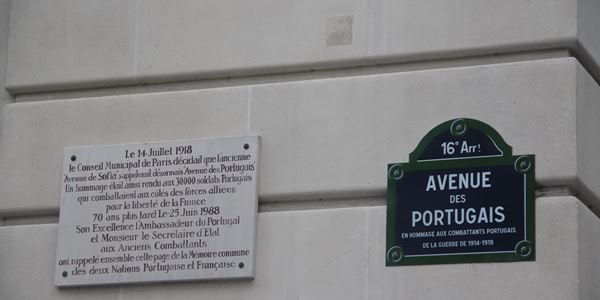 Le 14 Juillet 1918
le Conseil Municipal de Paris décidait que l'ancienne
'Avenue de Sofia' s'appelerait désormais 'Avenue des Portugais'
En hommage était ainsi rendu aux 30000 soldats Portugais
qui combattaient aux côtés des forces alliées
pour la liberté de la France
70 ans plus tard Le 25 Juin 1988
Son Excellence l'Ambassadeur du Portugal
et Monsieur le Secrétaire d'Etat
aux Anciens Combattants
ont rappelé ensemble cette page de la Mémoire commune
des deux Nations Portugaise et Française.
16e Arrt
AVENUE
DES
PORTUGAIS
EN HOMMAGE AUX COMBATTANTS PORTUGAIS
DE LA GUERRE DE 1914-1918